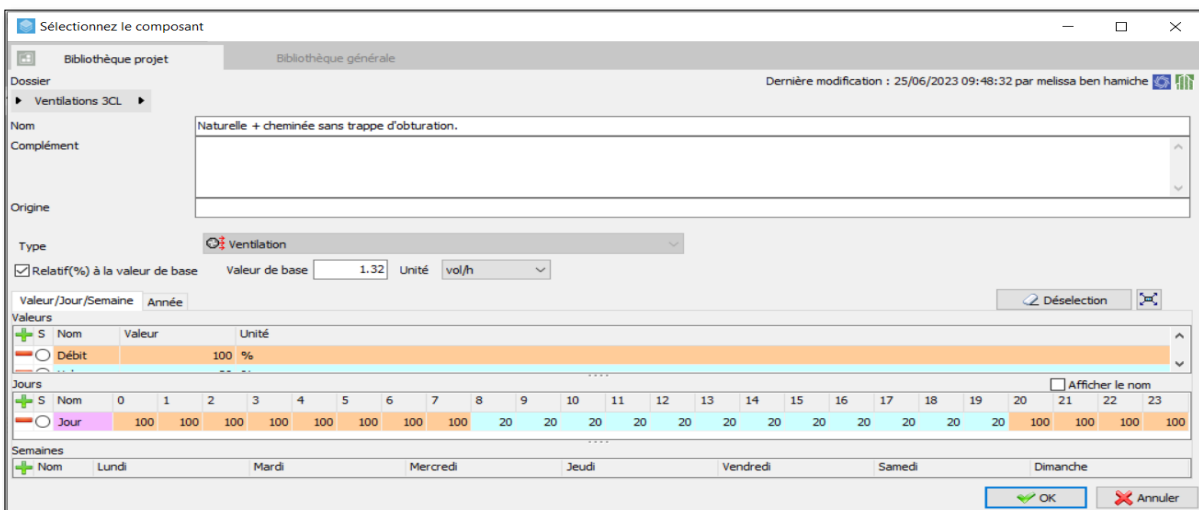 Sélectionnez le composant
Bibliothèque projet Bibliothèque générale
Dossier Dernière modification : 25/06/2023 09:48:32 par melissa ben hamiche
Ventilations 3CL
Nom Naturelle + cheminée sans trappe d'obturation.
Complément
Origine
Type Ventilation
Relatif(%) à la valeur de base Valeur de base 1.32 Unité vol/h
Valeur/Jour/Semaine Année Déselection
Valeurs
S Nom Valeur Unité
Débit 100 %
Jours Afficher le nom
S Nom 0 1 2 3 4 5 6 7 8 9 10 11 12 13 14 15 16 17 18 19 20 21 22 23
Jour 100 100 100 100 100 100 100 100 20 20 20 20 20 20 20 20 20 20 20 20 100 100 100 100
Semaines
Nom Lundi Mardi Mercredi Jeudi Vendredi Samedi Dimanche
OK Annuler